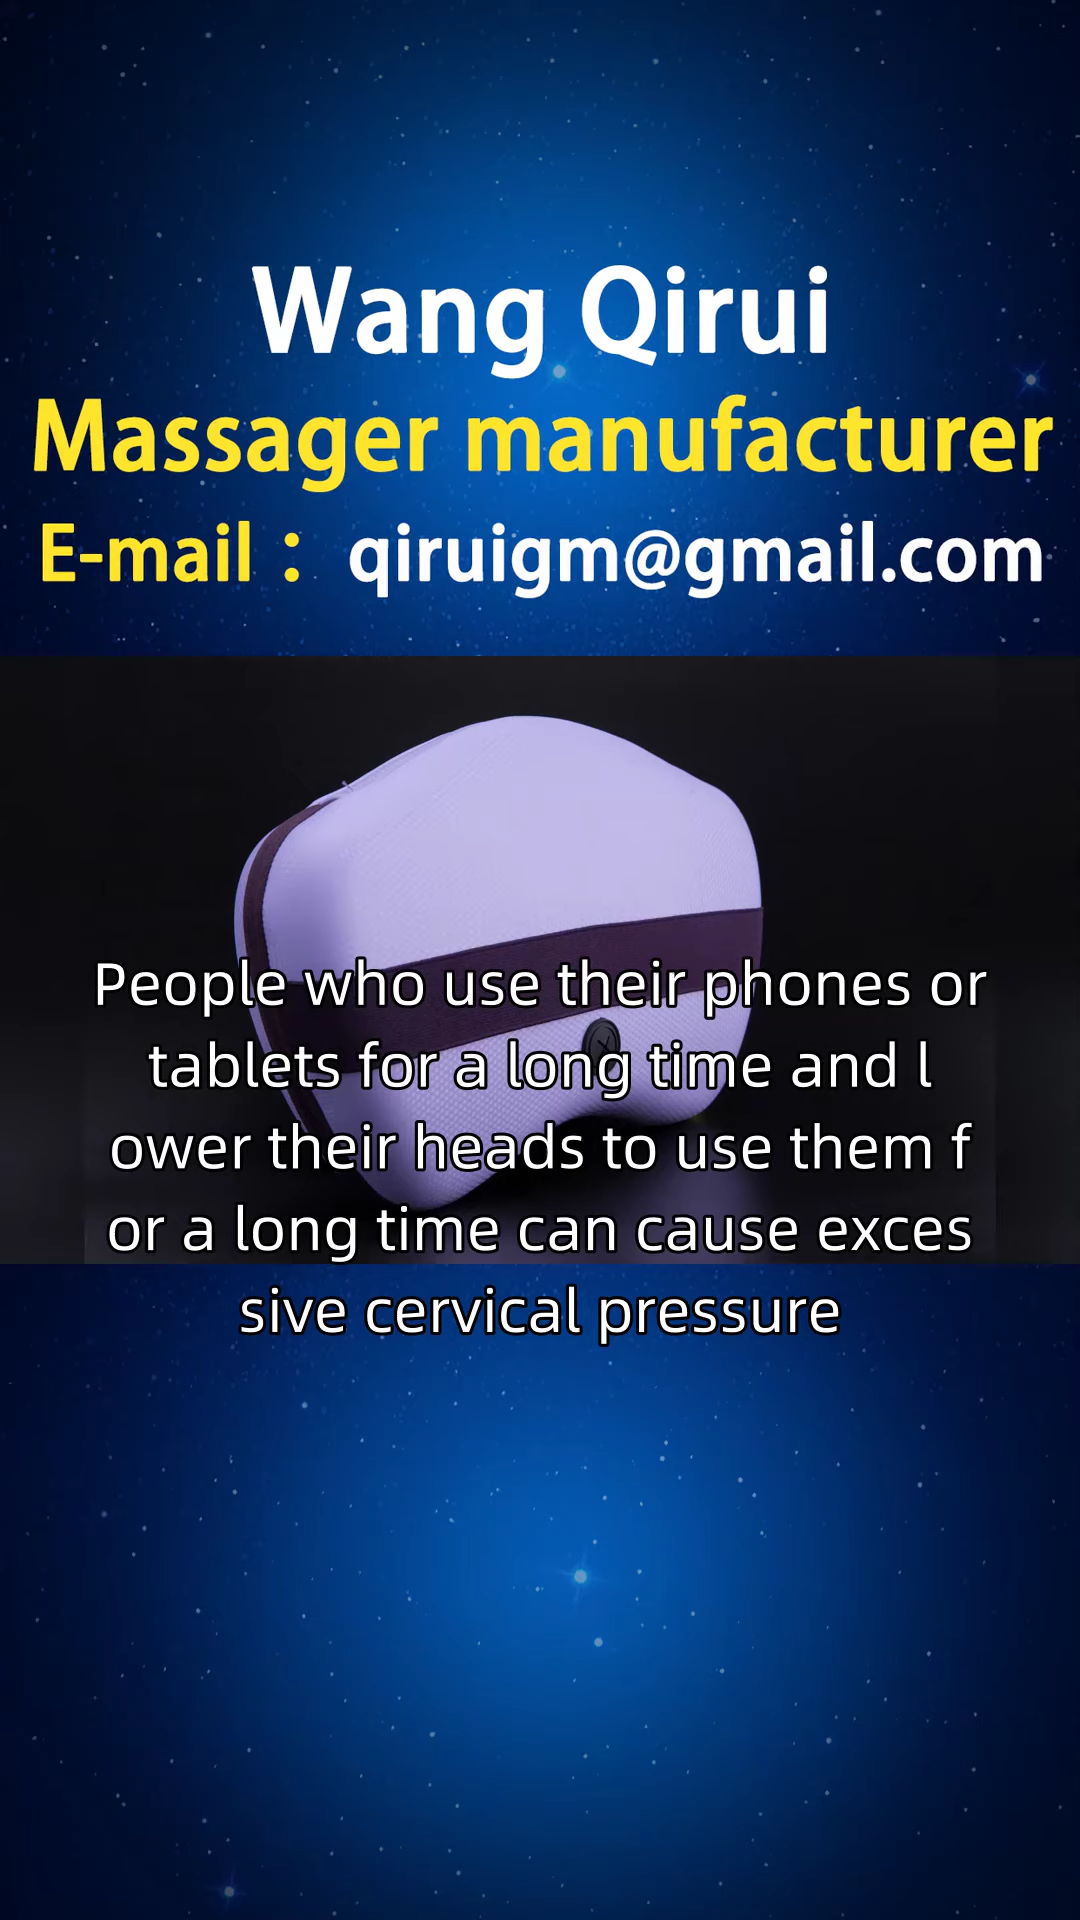 Wang Qirui
Massager manufacturer
E-mail： qiruigm@gmail.com
People who use their phones or
tablets for a long time and l
ower their heads to use them f
or a long time can cause exces
sive cervical pressure